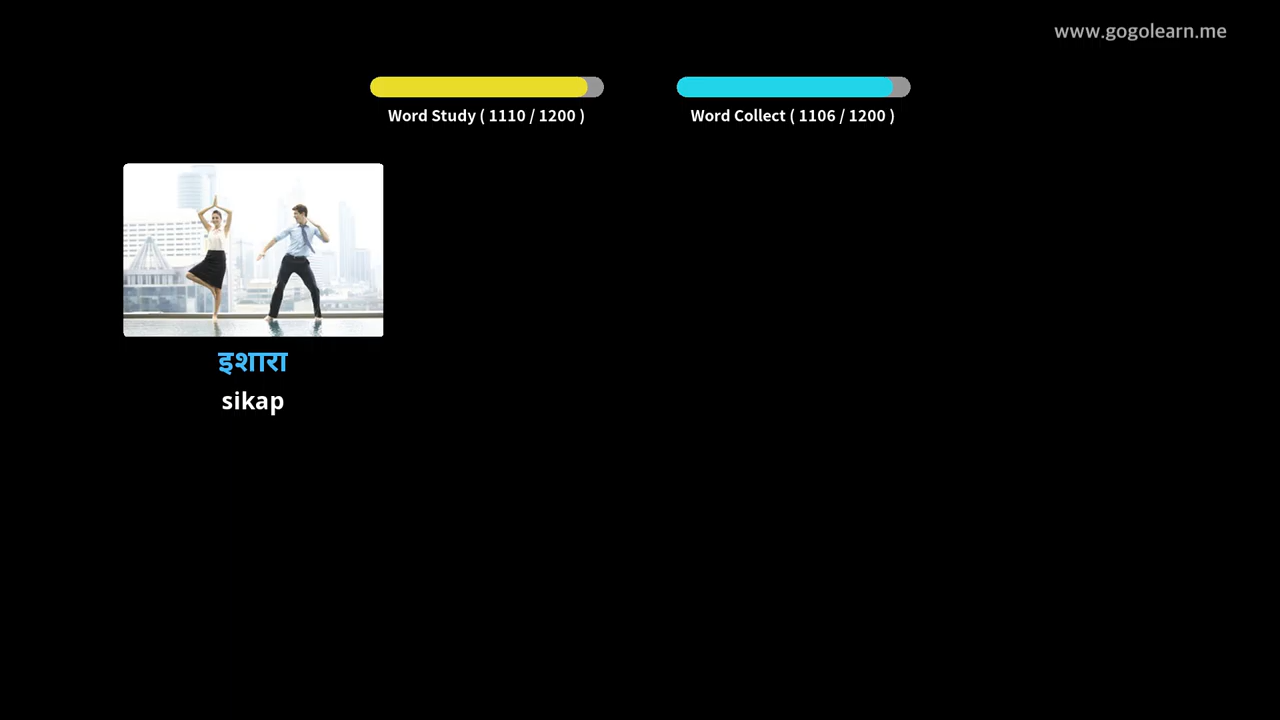 www.gogolearn.me
Word Study ( 1110 / 1200 )
Word Collect ( 1106 / 1200 )
इशारा
sikap